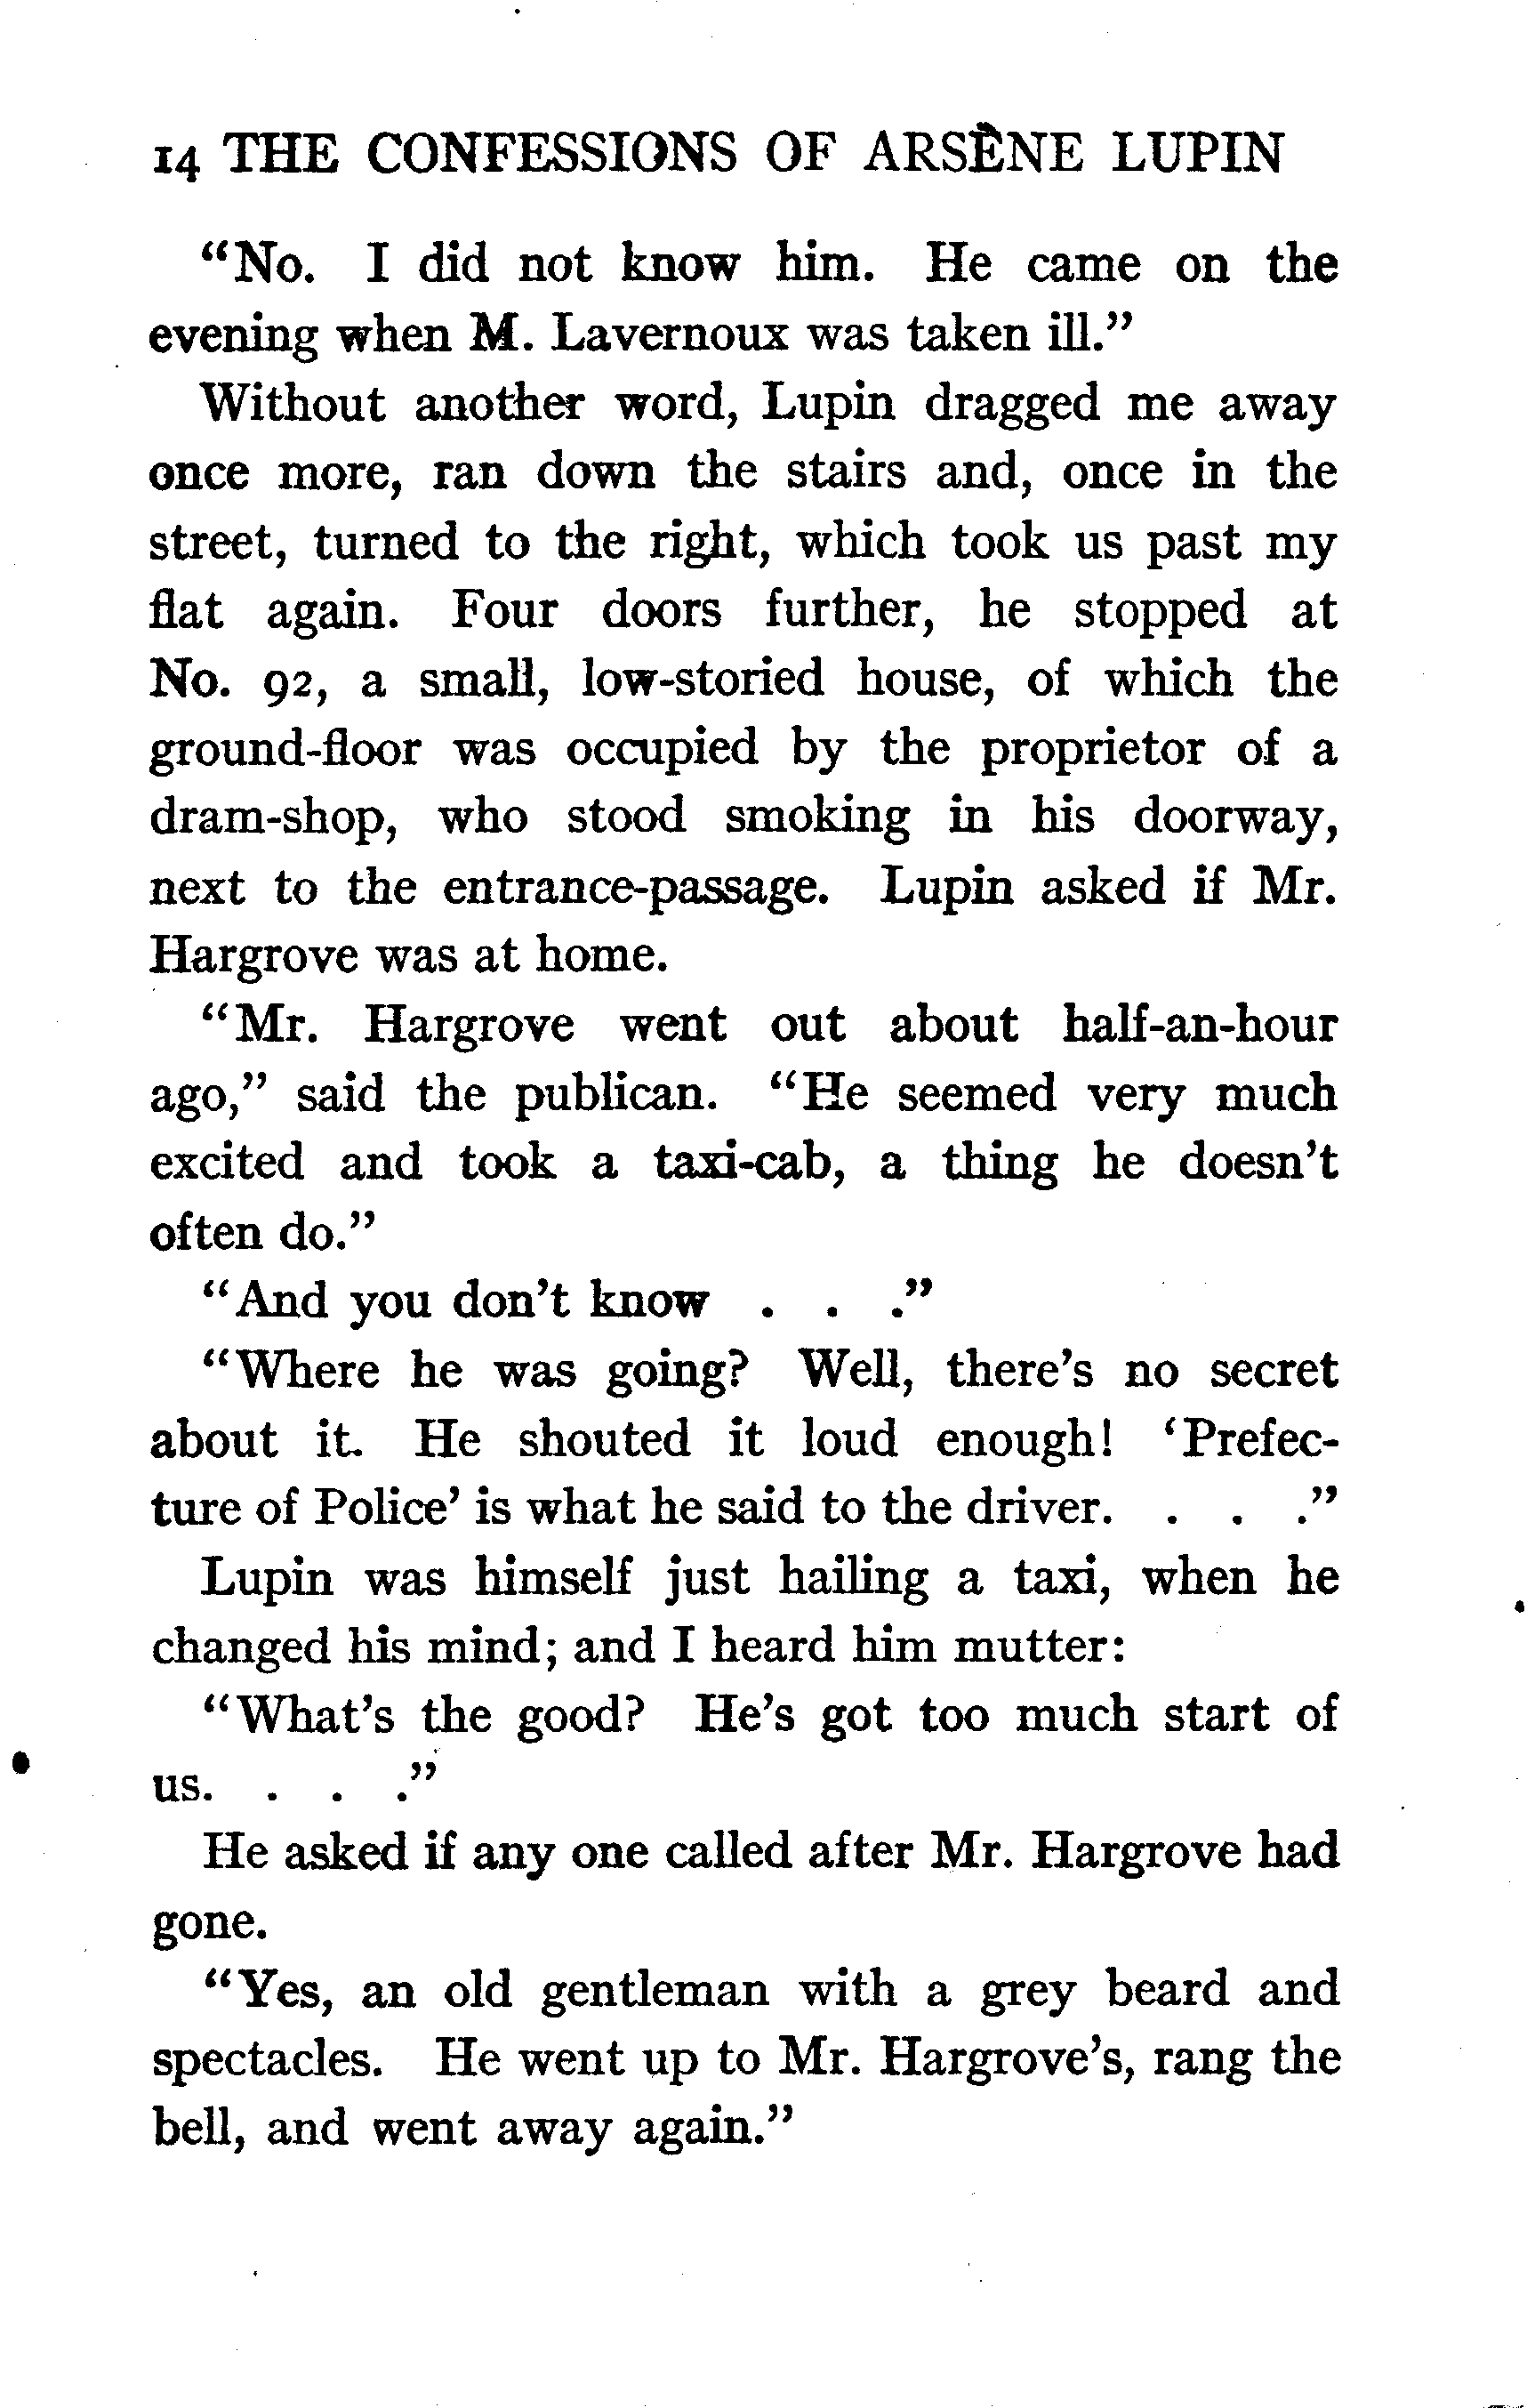 14 THE CONFESSIONS OF ARSÈNE LUPIN
“No. I did not know him. He came on the
evening when M. Lavernoux was taken ill.”
Without another word, Lupin dragged me away
once more, ran down the stairs and, once in the
street, turned to the right, which took us past my
flat again. Four doors further, he stopped at
No. 92, a small, low-storied house, of which the
ground-floor was occupied by the proprietor of a
dram-shop, who stood smoking in his doorway,
next to the entrance-passage. Lupin asked if Mr.
Hargrove was at home.
“Mr. Hargrove went out about half-an-hour
ago,” said the publican. “He seemed very much
excited and took a taxi-cab, a thing he doesn’t
often do.”
“And you don’t know . . .”
“Where he was going? Well, there’s no secret
about it. He shouted it loud enough! ‘Prefec-
ture of Police’ is what he said to the driver. . . .”
Lupin was himself just hailing a taxi, when he
changed his mind; and I heard him mutter:
“What’s the good? He’s got too much start of
us. . . .”
He asked if any one called after Mr. Hargrove had
gone.
“Yes, an old gentleman with a grey beard and
spectacles. He went up to Mr. Hargrove’s, rang the
bell, and went away again.”